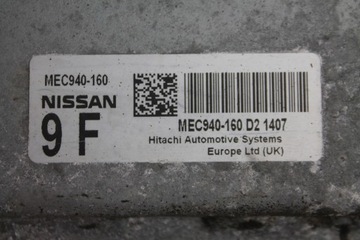 MEC940-160
NISSAN
9 F
MEC940-160 D2 1407
Hitachi Automotive Systems
Europe Ltd (UK)